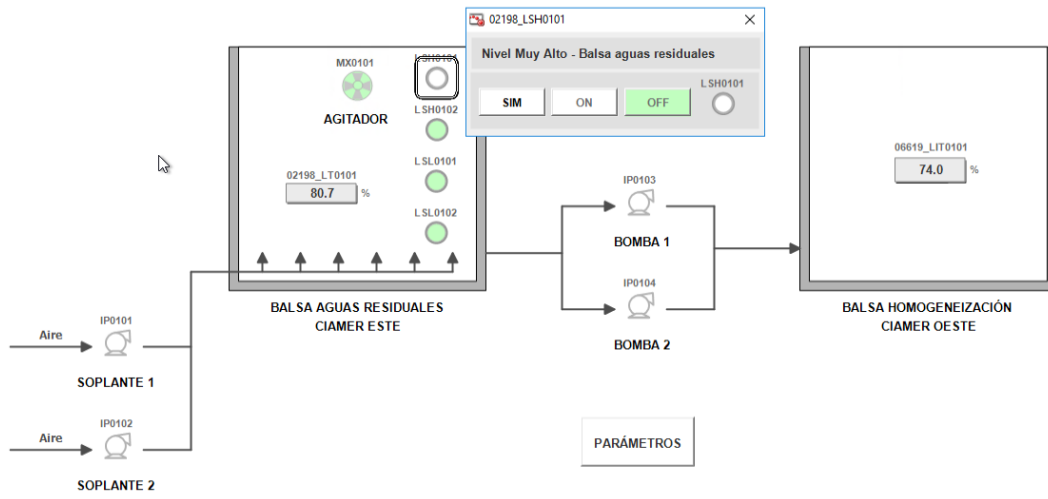 02198_LSH0101
Nivel Muy Alto - Balsa aguas residuales
SIM
ON
OFF
LSH0101
MX0101
AGITADOR
LSH0101
LSH0102
LSL0101
LSL0102
02198_LT0101
80.7 %
BALSA AGUAS RESIDUALES
CIAMER ESTE
IP0103
BOMBA 1
IP0104
BOMBA 2
06619_LIT0101
74.0 %
BALSA HOMOGENEIZACIÓN
CIAMER OESTE
Aire
IP0101
SOPLANTE 1
Aire
IP0102
SOPLANTE 2
PARÁMETROS